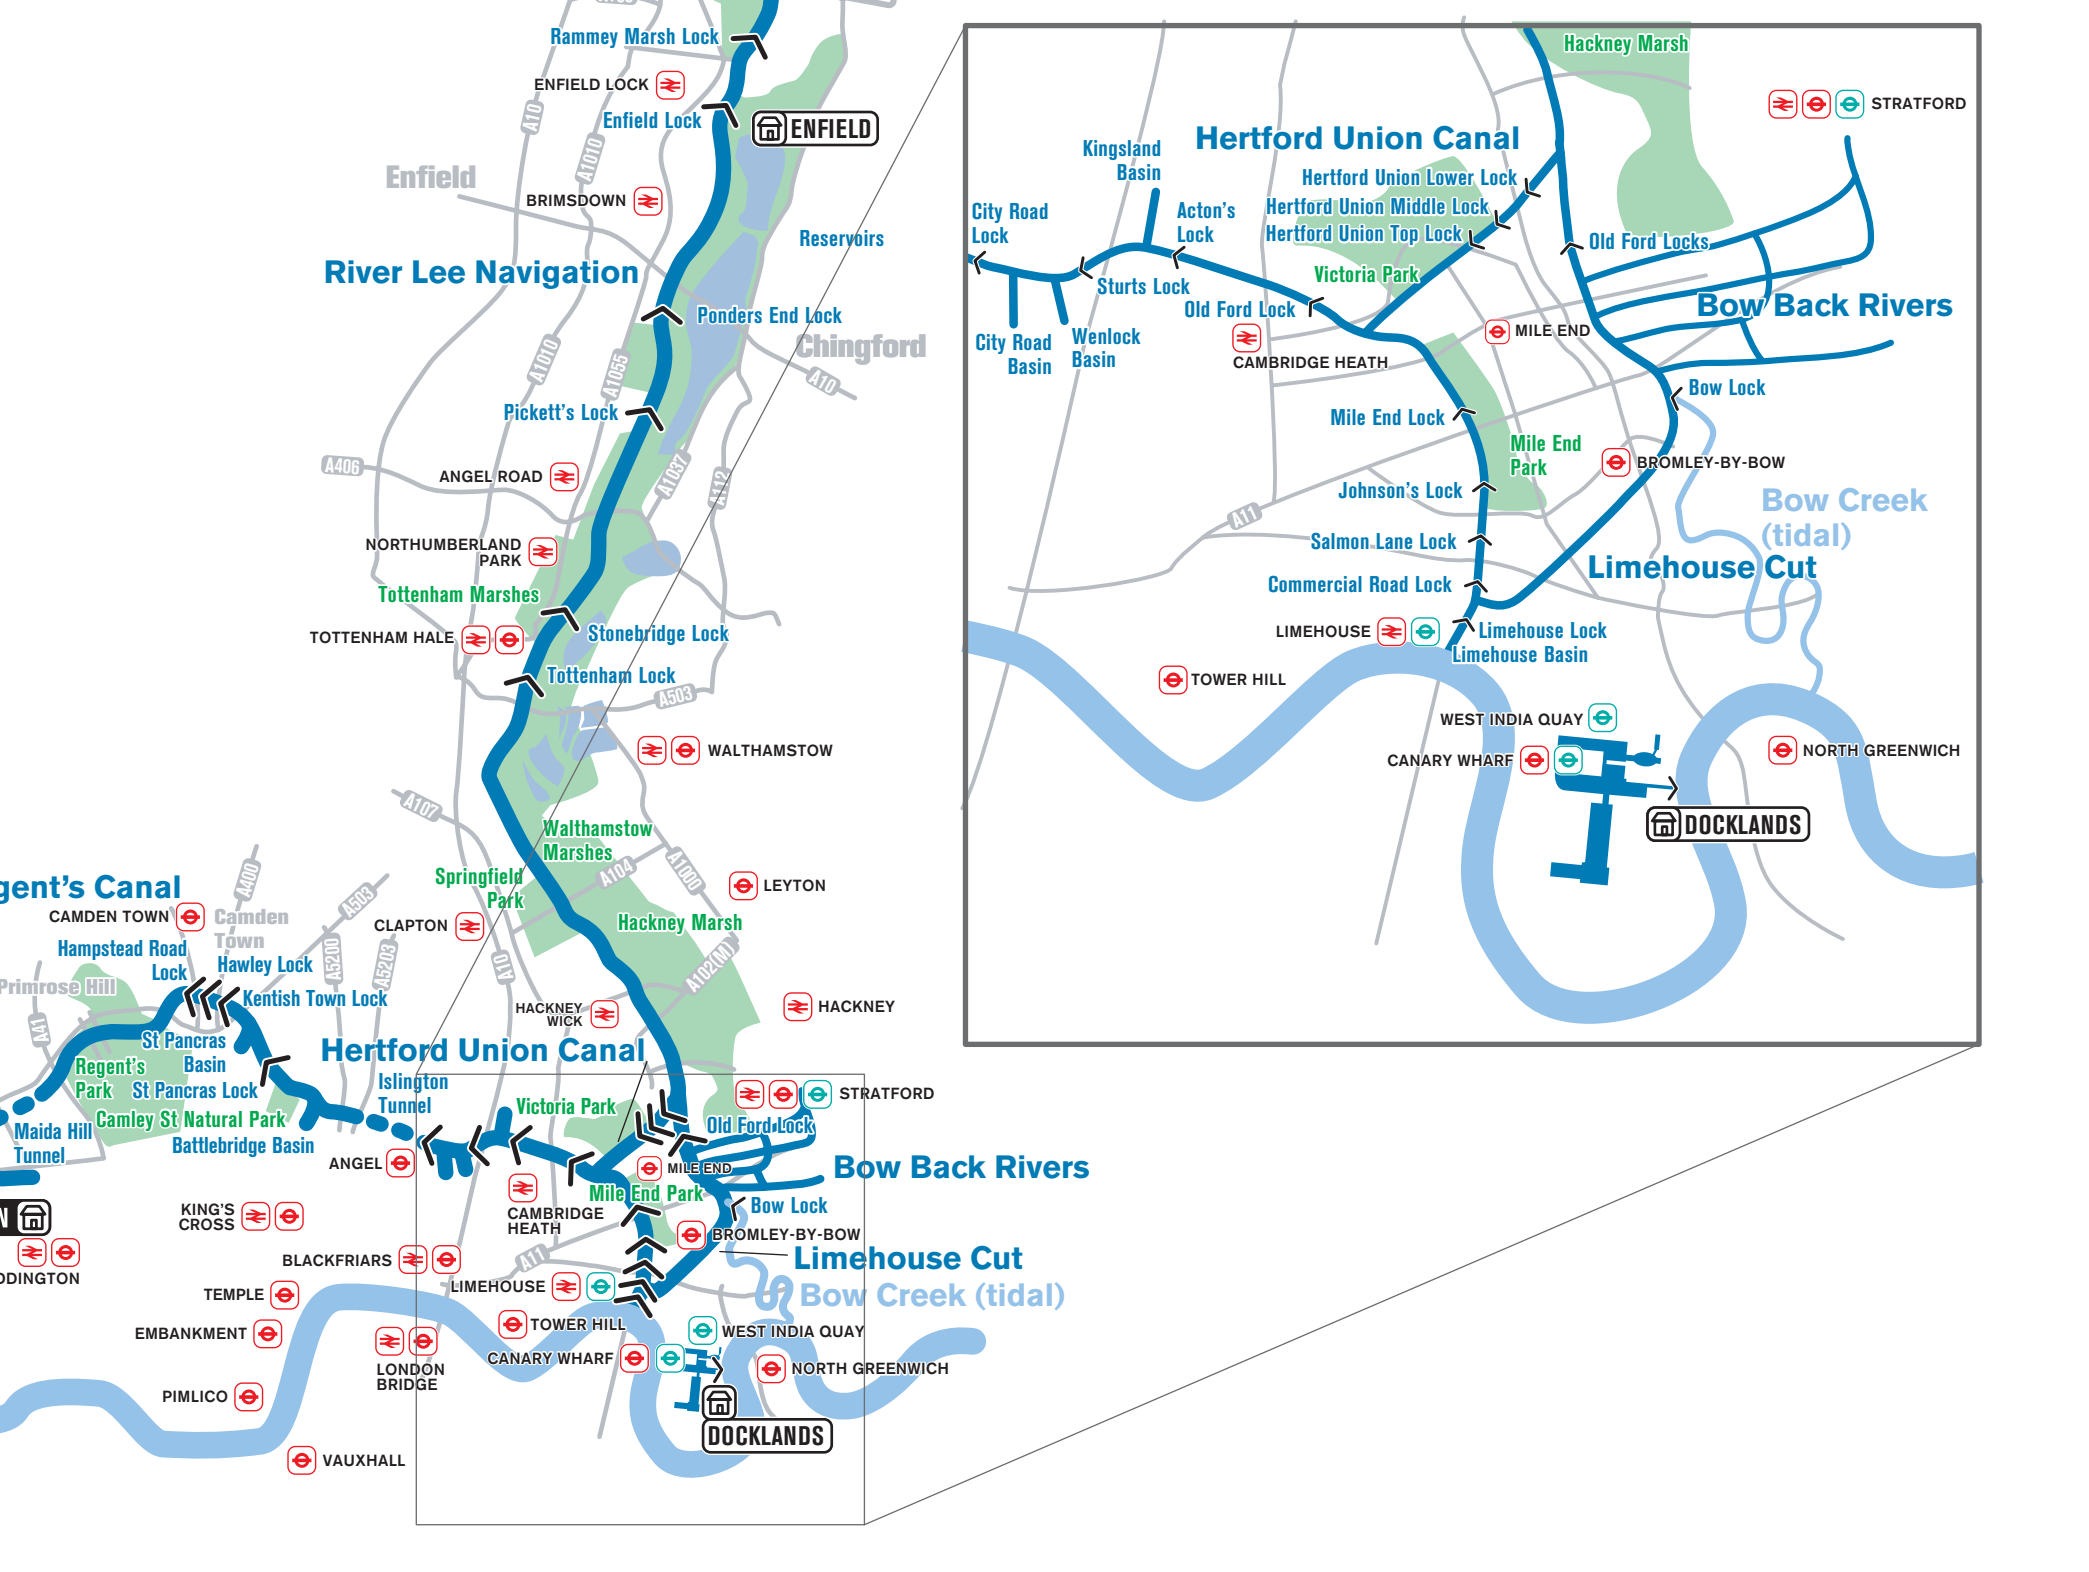 Rammey Marsh Lock
ENFIELD LOCK
A10
Enfield Lock
ENFIELD
A1010
Enfield
BRIMSDOWN
Reservoirs
River Lee Navigation
Ponders End Lock
Chingford
A1010
A1055
A10
Pickett's Lock
A406
ANGEL ROAD
A1037
A112
NORTHUMBERLAND
PARK
Tottenham Marshes
TOTTENHAM HALE
Stonebridge Lock
Tottenham Lock
A503
WALTHAMSTOW
A107
Walthamstow
Marshes
A104
A1000
Springfield
Park
LEYTON
CLAPTON
Hackney Marsh
A10
A102(M)
HACKNEY
WICK
HACKNEY
gent's Canal
A400
A503
CAMDEN TOWN
Camden
Town
Hampstead Road
Lock
Hawley Lock
A5200
A5203
Primrose Hill
Kentish Town Lock
A41
St Pancras
Basin
Regent's
Park
St Pancras Lock
Camley St Natural Park
Battlebridge Basin
Maida Hill
Tunnel
Hertford Union Canal
Islington
Tunnel
Victoria Park
STRATFORD
Old Ford Lock
ANGEL
MILE END
Bow Back Rivers
Mile End Park
CAMBRIDGE
HEATH
Bow Lock
BROMLEY-BY-BOW
N
KING'S
CROSS
DDINGTON
BLACKFRIARS
A11
Limehouse Cut
LIMEHOUSE
Bow Creek (tidal)
TEMPLE
TOWER HILL
WEST INDIA QUAY
EMBANKMENT
CANARY WHARF
NORTH GREENWICH
LONDON
BRIDGE
PIMLICO
DOCKLANDS
VAUXHALL
Hackney Marsh
STRATFORD
Hertford Union Canal
Kingsland
Basin
Hertford Union Lower Lock
City Road
Lock
Acton's
Lock
Hertford Union Middle Lock
Hertford Union Top Lock
Old Ford Locks
Victoria Park
Sturts Lock
Old Ford Lock
Bow Back Rivers
City Road
Basin
Wenlock
Basin
MILE END
CAMBRIDGE HEATH
Bow Lock
Mile End Lock
Mile End
Park
BROMLEY-BY-BOW
Johnson's Lock
Bow Creek
(tidal)
A11
Salmon Lane Lock
Limehouse Cut
Commercial Road Lock
LIMEHOUSE
Limehouse Lock
Limehouse Basin
TOWER HILL
WEST INDIA QUAY
CANARY WHARF
NORTH GREENWICH
DOCKLANDS